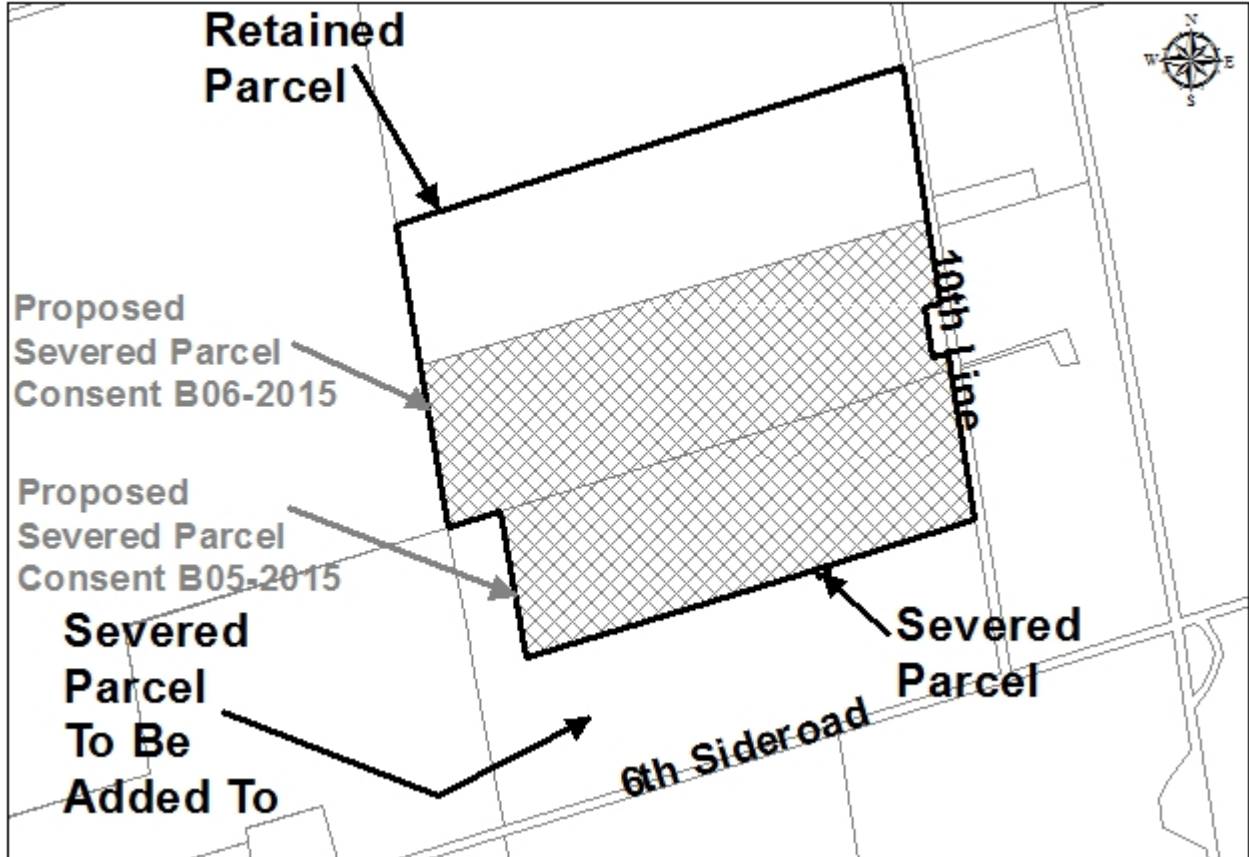 Retained
Parcel
N
W
E
S
Proposed
Severed Parcel
Consent B06-2015
10th Line
Proposed
Severed Parcel
Consent B05-2015
Severed
Parcel
To Be
Added To
Severed
Parcel
6th Sideroad